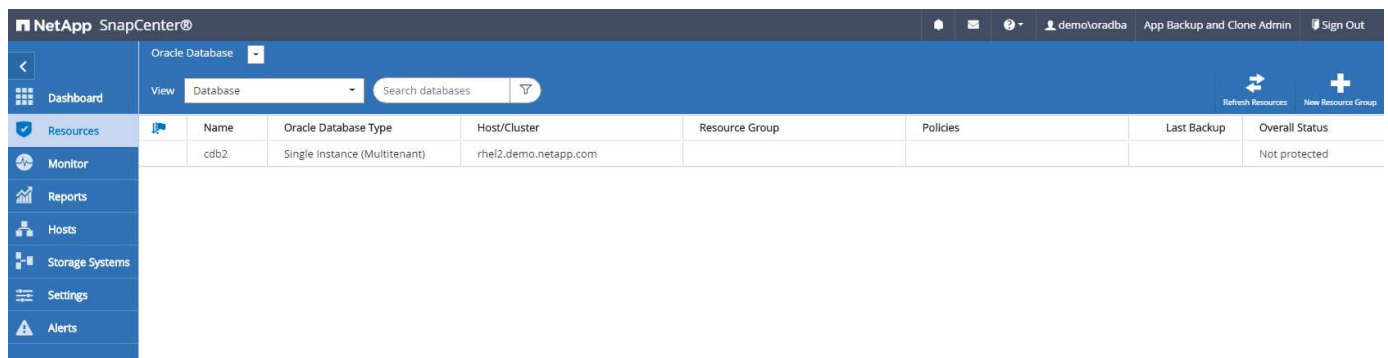 NetApp SnapCenter®
demo\oradba App Backup and Clone Admin Sign Out
Oracle Database
Dashboard
View Database Search databases
Refresh Resources New Resource Group
Resources
Name Oracle Database Type Host/Cluster Resource Group Policies Last Backup Overall Status
cdb2 Single Instance (Multitenant) rhel2.demo.netapp.com Not protected
Monitor
Reports
Hosts
Storage Systems
Settings
Alerts